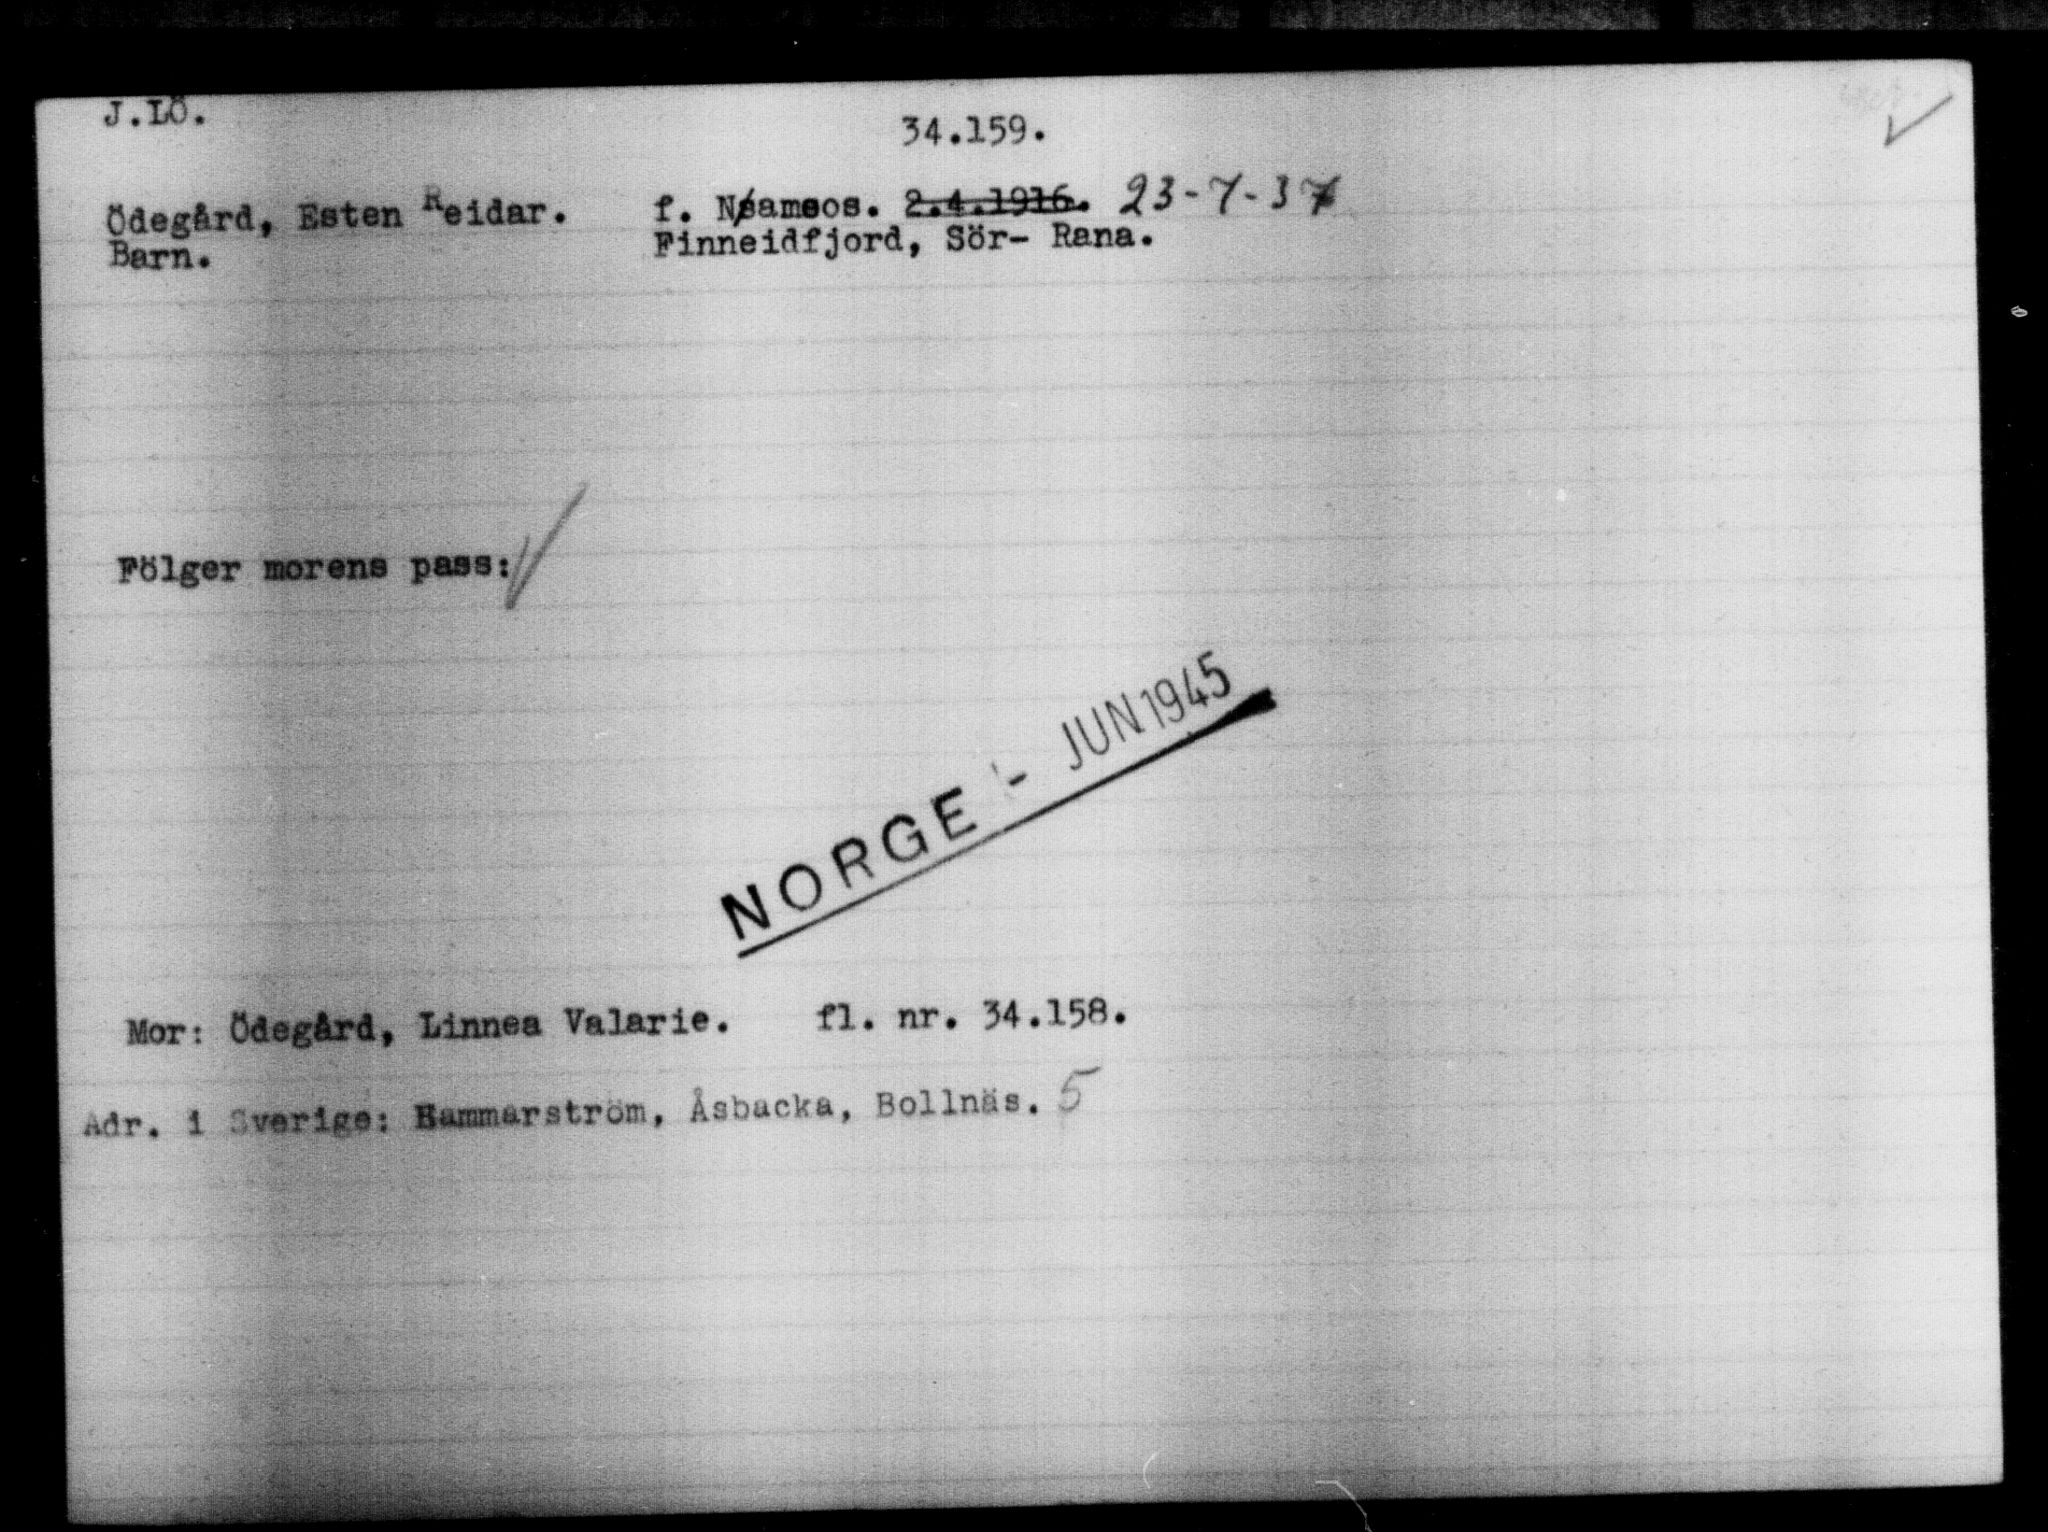 J.LÖ.
34.159.
Ödegård, Esten Reidar. f. Nsamsos. 2.4.1916. 23-7-37
Barn. Finneidfjord, Sör- Rana.
Fölger morens pass:
NORGE - JUN 1945
Mor: Ödegård, Linnea Valarie. fl. nr. 34.158.
Adr. i Sverige: Hammarström, Åsbacka, Bollnäs. 5